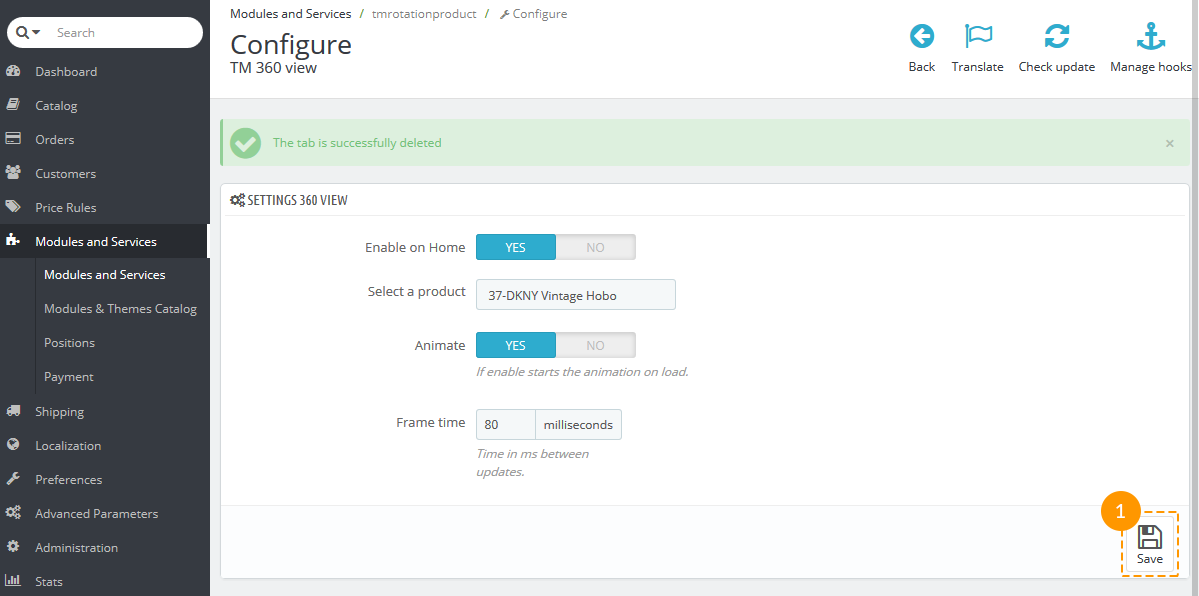 Search
Dashboard
Catalog
Orders
Customers
Price Rules
Modules and Services
Modules and Services
Modules & Themes Catalog
Positions
Payment
Shipping
Localization
Preferences
Advanced Parameters
Administration
Stats
Modules and Services / tmrotationproduct / Configure
Configure
TM 360 view
Back
Translate
Check update
Manage hooks
The tab is successfully deleted
×
SETTINGS 360 VIEW
Enable on Home YES NO
Select a product 37-DKNY Vintage Hobo
Animate YES NO
If enable starts the animation on load.
Frame time 80 milliseconds
Time in ms between
updates.
1
Save